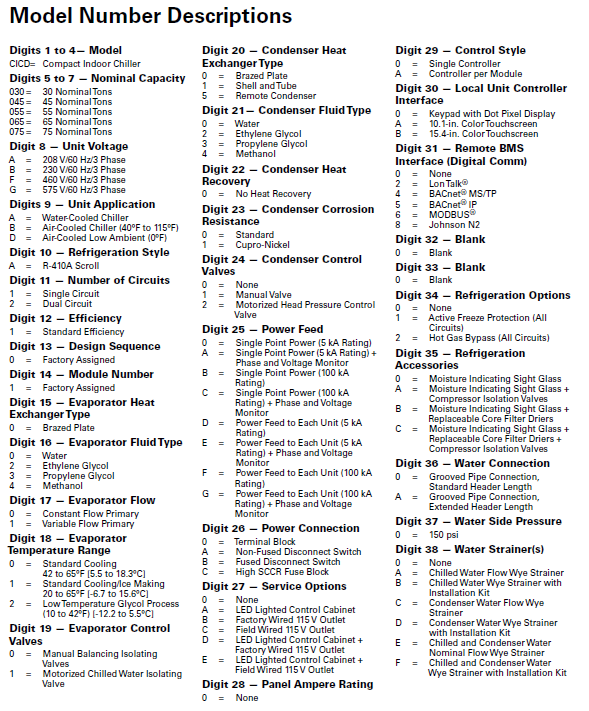 Model Number Descriptions
Digits 1 to 4— Model
CICD= Compact Indoor Chiller
Digits 5 to 7 — Nominal Capacity
030 = 30 Nominal Tons
045 = 45 Nominal Tons
055 = 55 Nominal Tons
065 = 65 Nominal Tons
075 = 75 Nominal Tons
Digit 8 — Unit Voltage
A = 208 V/60 Hz/3 Phase
B = 230 V/60 Hz/3 Phase
F = 460 V/60 Hz/3 Phase
G = 575 V/60 Hz/3 Phase
Digits 9 — Unit Application
A = Water-Cooled Chiller
B = Air-Cooled Chiller (40ºF to 115ºF)
D = Air-Cooled Low Ambient (0ºF)
Digit 10 — Refrigeration Style
A = R-410A Scroll
Digit 11 — Number of Circuits
1 = Single Circuit
2 = Dual Circuit
Digit 12 — Efficiency
1 = Standard Efficiency
Digit 13 — Design Sequence
0 = Factory Assigned
Digit 14 — Module Number
1 = Factory Assigned
Digit 15 — Evaporator Heat
Exchanger Type
0 = Brazed Plate
Digit 16 — Evaporator Fluid Type
0 = Water
2 = Ethylene Glycol
3 = Propylene Glycol
4 = Methanol
Digit 17 — Evaporator Flow
0 = Constant Flow Primary
1 = Variable Flow Primary
Digit 18 — Evaporator
Temperature Range
0 = Standard Cooling
42 to 65ºF [5.5 to 18.3ºC]
1 = Standard Cooling/Ice Making
20 to 65ºF [-6.7 to 15.6ºC]
2 = Low Temperature Glycol Process
(10 to 42ºF) [-12.2 to 5.5ºC]
Digit 19 — Evaporator Control
Valves
0 = Manual Balancing Isolating
Valves
1 = Motorized Chilled Water Isolating
Valve
Digit 20 — Condenser Heat
Exchanger Type
0 = Brazed Plate
1 = Shell and Tube
5 = Remote Condenser
Digit 21— Condenser Fluid Type
0 = Water
2 = Ethylene Glycol
3 = Propylene Glycol
4 = Methanol
Digit 22 — Condenser Heat
Recovery
0 = No Heat Recovery
Digit 23 — Condenser Corrosion
Resistance
0 = Standard
1 = Cupro-Nickel
Digit 24 — Condenser Control
Valves
0 = None
1 = Manual Valve
2 = Motorized Head Pressure Control
Valve
Digit 25 — Power Feed
0 = Single Point Power (5 kA Rating)
A = Single Point Power (5 kA Rating) +
Phase and Voltage Monitor
B = Single Point Power (100 kA
Rating)
C = Single Point Power (100 kA
Rating) + Phase and Voltage
Monitor
D = Power Feed to Each Unit (5 kA
Rating)
E = Power Feed to Each Unit (5 kA
Rating) + Phase and Voltage
Monitor
F = Power Feed to Each Unit (100 kA
Rating)
G = Power Feed to Each Unit (100 kA
Rating) + Phase and Voltage
Monitor
Digit 26 — Power Connection
0 = Terminal Block
A = Non-Fused Disconnect Switch
B = Fused Disconnect Switch
C = High SCCR Fuse Block
Digit 27 — Service Options
0 = None
A = LED Lighted Control Cabinet
B = Factory Wired 115 V Outlet
C = Field Wired 115 V Outlet
D = LED Lighted Control Cabinet +
Factory Wired 115 V Outlet
E = LED Lighted Control Cabinet +
Field Wired 115 V Outlet
Digit 28 — Panel Ampere Rating
0 = None
Digit 29 — Control Style
0 = Single Controller
A = Controller per Module
Digit 30 — Local Unit Controller
Interface
0 = Keypad with Dot Pixel Display
A = 10.1-in. Color Touchscreen
B = 15.4-in. Color Touchscreen
Digit 31 — Remote BMS
Interface (Digital Comm)
0 = None
2 = LonTalk®
4 = BACnet® MS/TP
5 = BACnet® IP
6 = MODBUS®
8 = Johnson N2
Digit 32 — Blank
0 = Blank
Digit 33 — Blank
0 = Blank
Digit 34 — Refrigeration Options
0 = None
1 = Active Freeze Protection (All
Circuits)
2 = Hot Gas Bypass (All Circuits)
Digit 35 — Refrigeration
Accessories
0 = Moisture Indicating Sight Glass
A = Moisture Indicating Sight Glass +
Compressor Isolation Valves
B = Moisture Indicating Sight Glass +
Replaceable Core Filter Driers
C = Moisture Indicating Sight Glass +
Replaceable Core Filter Driers +
Compressor Isolation Valves
Digit 36 — Water Connection
0 = Grooved Pipe Connection,
Standard Header Length
A = Grooved Pipe Connection,
Extended Header Length
Digit 37 — Water Side Pressure
0 = 150 psi
Digit 38 — Water Strainer(s)
0 = None
A = Chilled Water Flow Wye Strainer
B = Chilled Water Wye Strainer with
Installation Kit
C = Condenser Water Flow Wye
Strainer
D = Condenser Water Wye Strainer
with Installation Kit
E = Chilled and Condenser Water
Nominal Flow Wye Strainer
F = Chilled and Condenser Water
Wye Strainer with Installation Kit